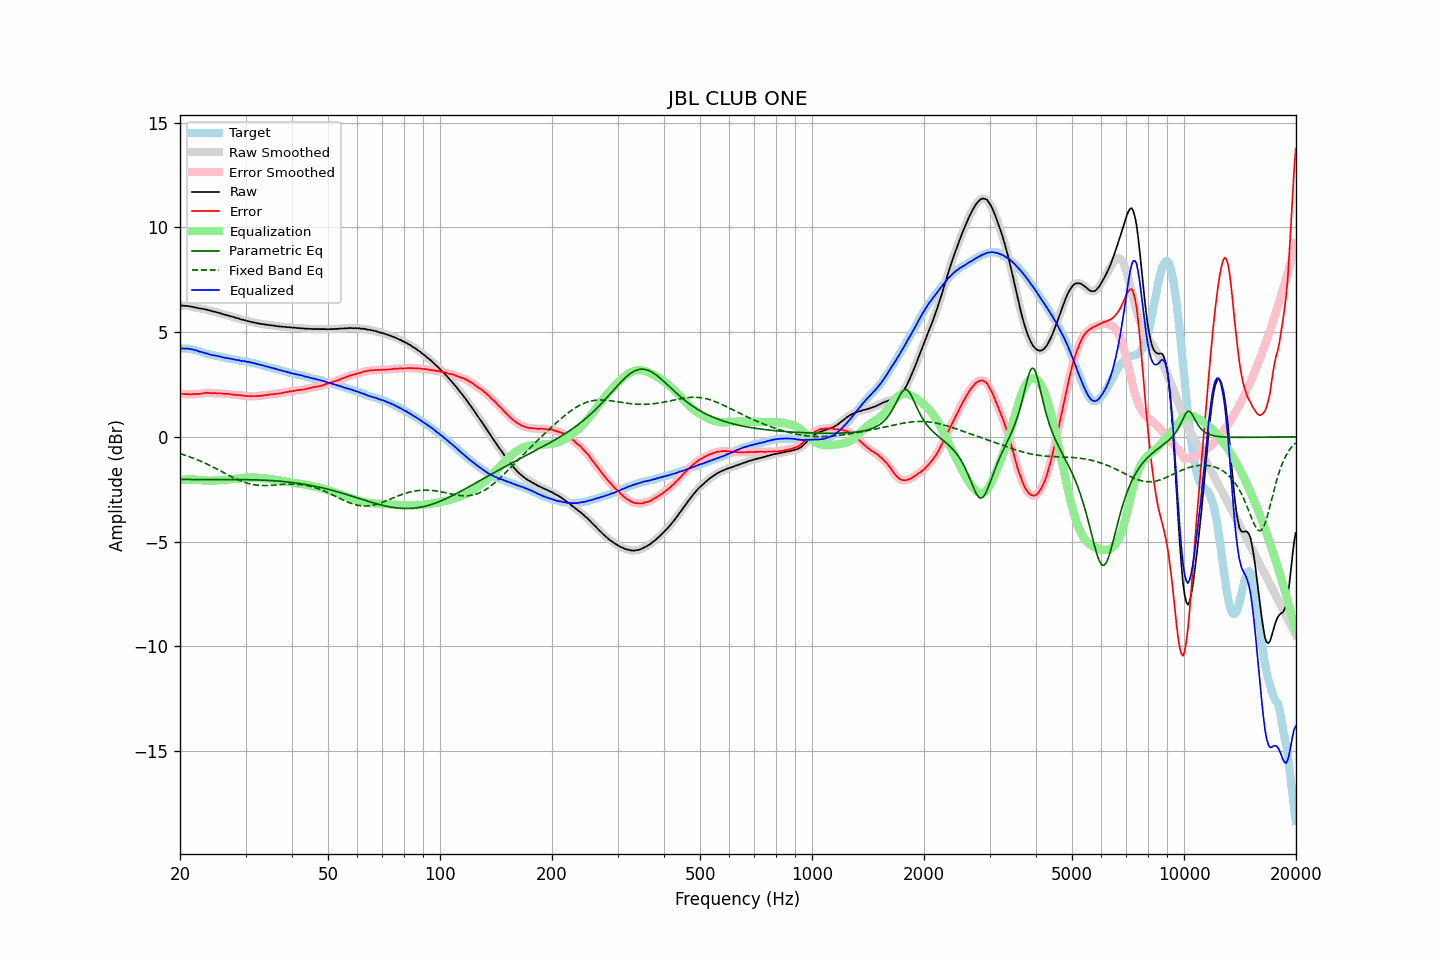 JBL CLUB ONE
Target
Raw Smoothed
Error Smoothed
Raw
Error
Equalization
Parametric Eq
Fixed Band Eq
Equalized
15
10
5
0
−5
−10
−15
Amplitude (dBr)
20
50
100
200
500
1000
2000
5000
10000
20000
Frequency (Hz)